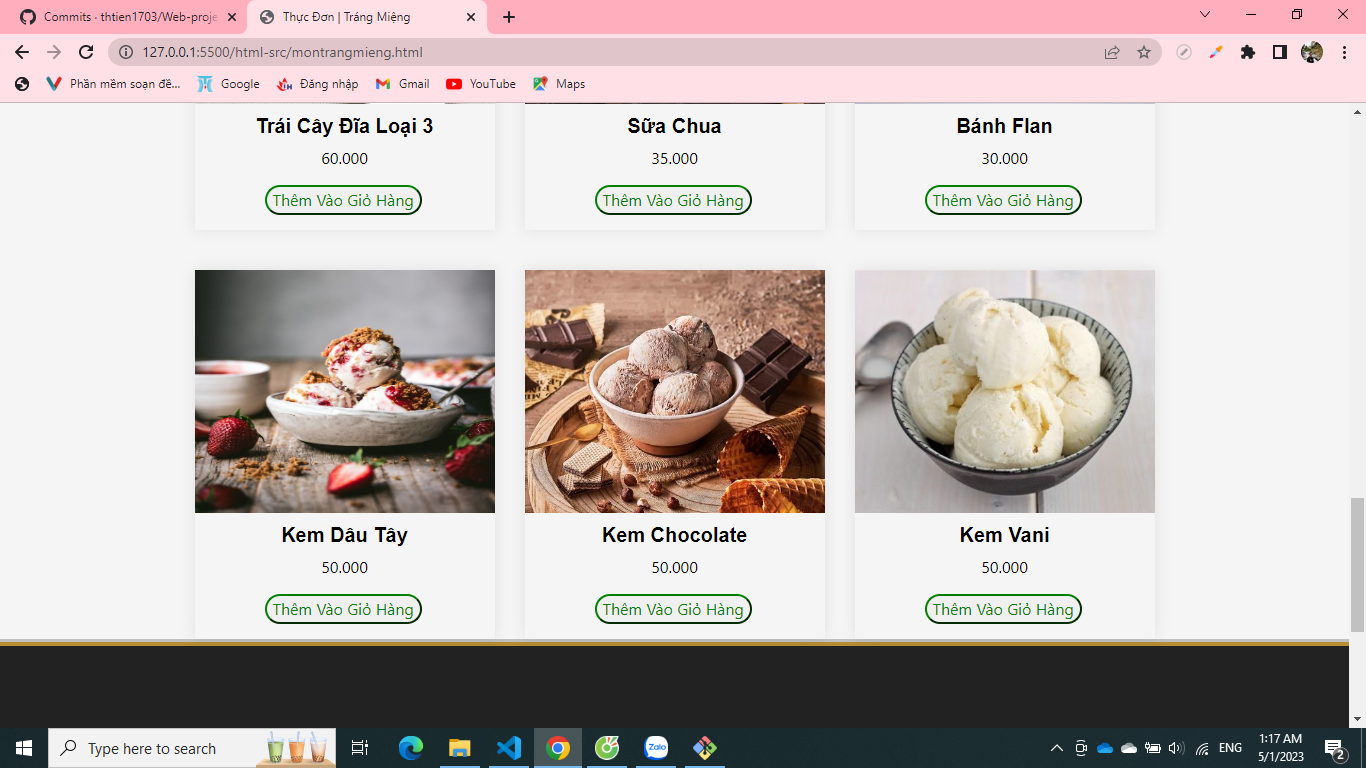 Commits · thtien1703/Web-proje
Thực Đơn | Tráng Miệng
127.0.0.1:5500/html-src/montrangmieng.html
Phần mềm soạn đề...
Google
Đăng nhập
Gmail
YouTube
Maps
Trái Cây Đĩa Loại 3
60.000
Thêm Vào Giỏ Hàng
Sữa Chua
35.000
Thêm Vào Giỏ Hàng
Bánh Flan
30.000
Thêm Vào Giỏ Hàng
Kem Dâu Tây
50.000
Thêm Vào Giỏ Hàng
Kem Chocolate
50.000
Thêm Vào Giỏ Hàng
Kem Vani
50.000
Thêm Vào Giỏ Hàng
Type here to search
Zalo
ENG
1:17 AM
5/1/2023
2